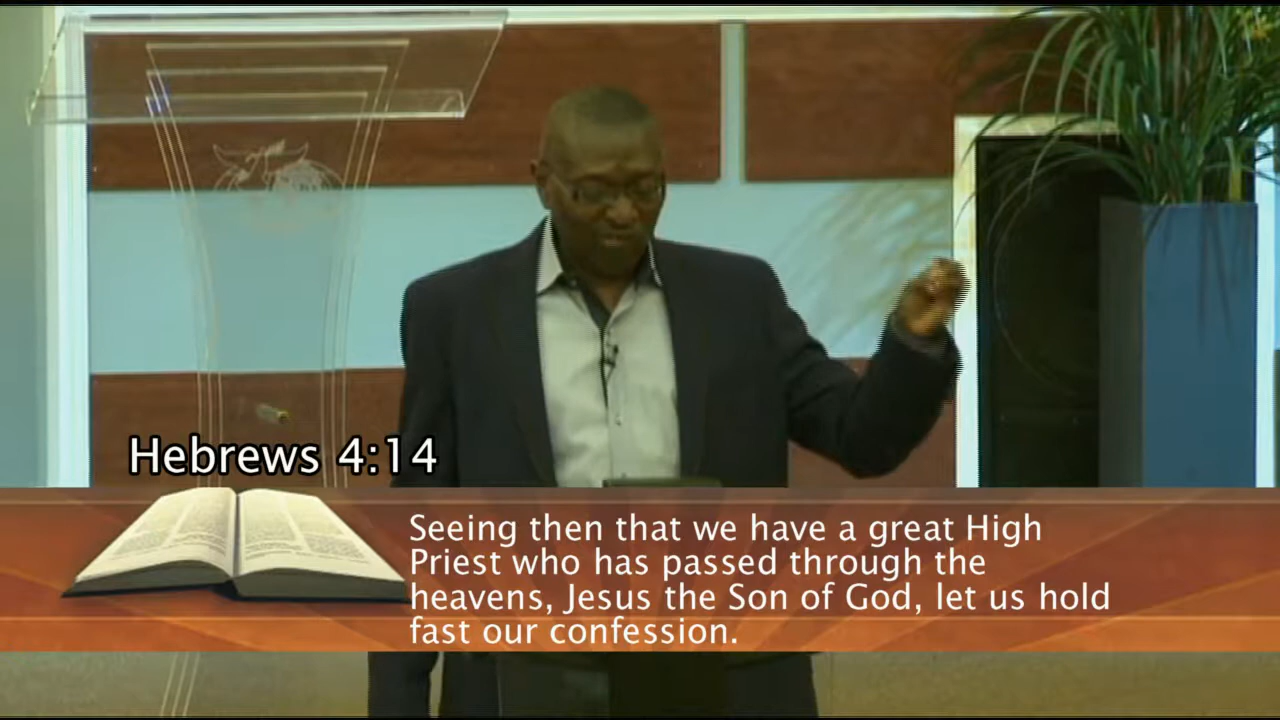 Hebrews 4:14
Seeing then that we have a great High
Priest who has passed through the
heavens, Jesus the Son of God, let us hold
fast our confession.